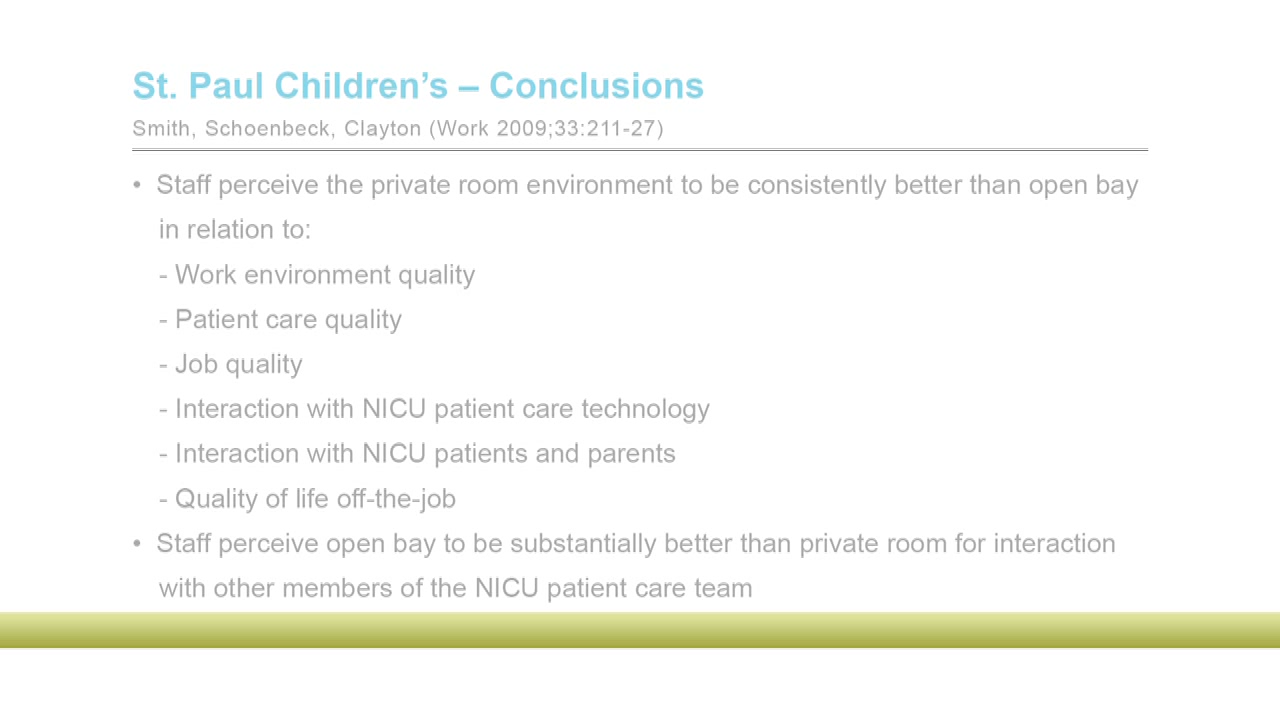 St. Paul Children’s – Conclusions
Smith, Schoenbeck, Clayton (Work 2009;33:211-27)
• Staff perceive the private room environment to be consistently better than open bay
in relation to:
- Work environment quality
- Patient care quality
- Job quality
- Interaction with NICU patient care technology
- Interaction with NICU patients and parents
- Quality of life off-the-job
• Staff perceive open bay to be substantially better than private room for interaction
with other members of the NICU patient care team